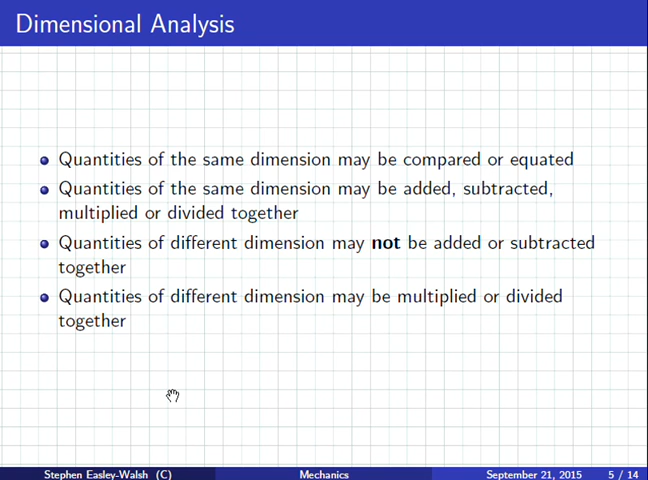 Dimensional Analysis
Quantities of the same dimension may be compared or equated
Quantities of the same dimension may be added, subtracted,
multiplied or divided together
Quantities of different dimension may not be added or subtracted
together
Quantities of different dimension may be multiplied or divided
together
Stephen Easley-Walsh (C) Mechanics September 21, 2015 5 / 14